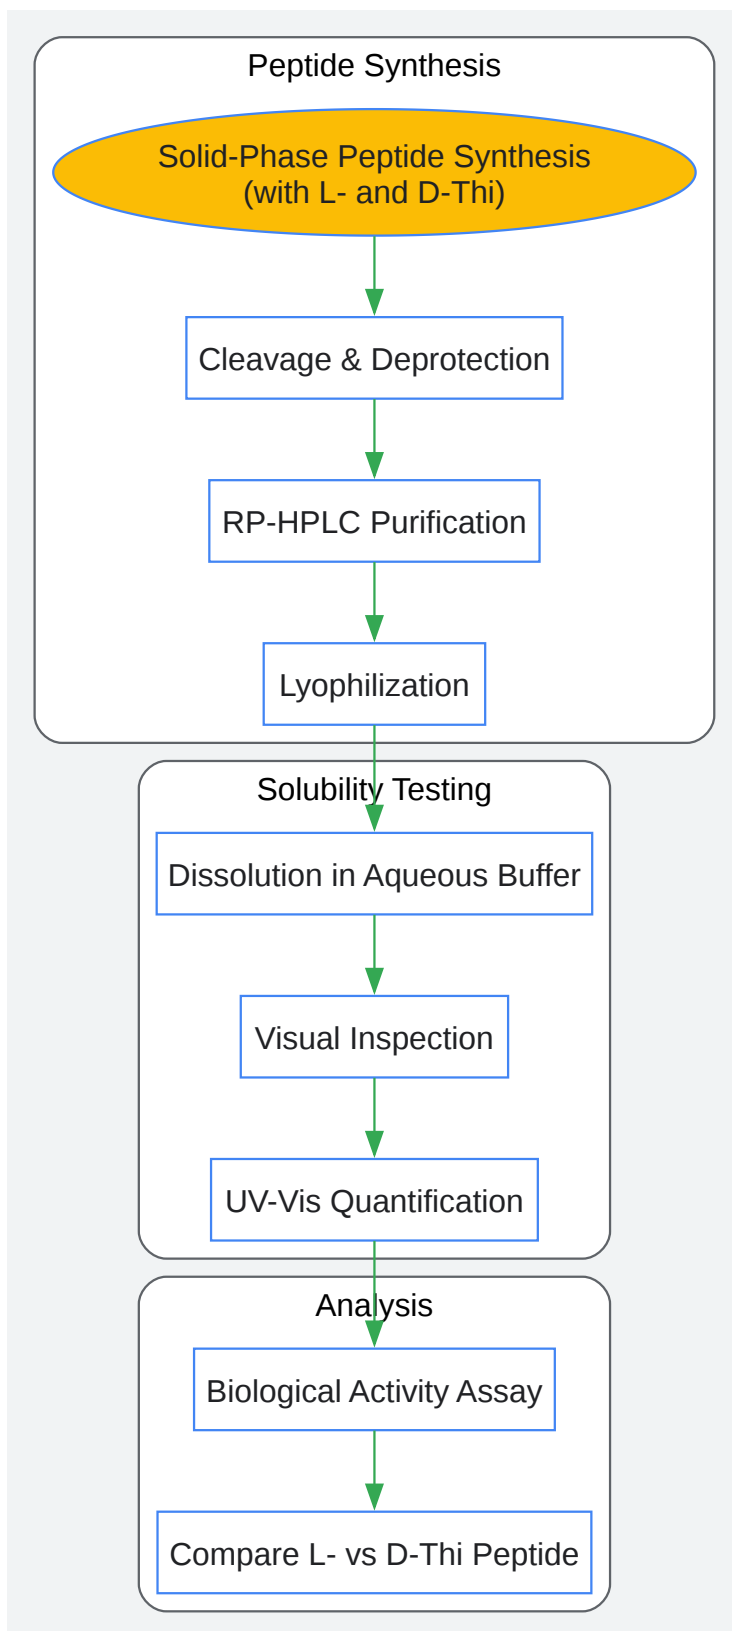 Peptide Synthesis
Solid-Phase Peptide Synthesis
(with L- and D-Thi)
Cleavage & Deprotection
RP-HPLC Purification
Lyophilization
Solubility Testing
Dissolution in Aqueous Buffer
Visual Inspection
UV-Vis Quantification
Analysis
Biological Activity Assay
Compare L- vs D-Thi Peptide